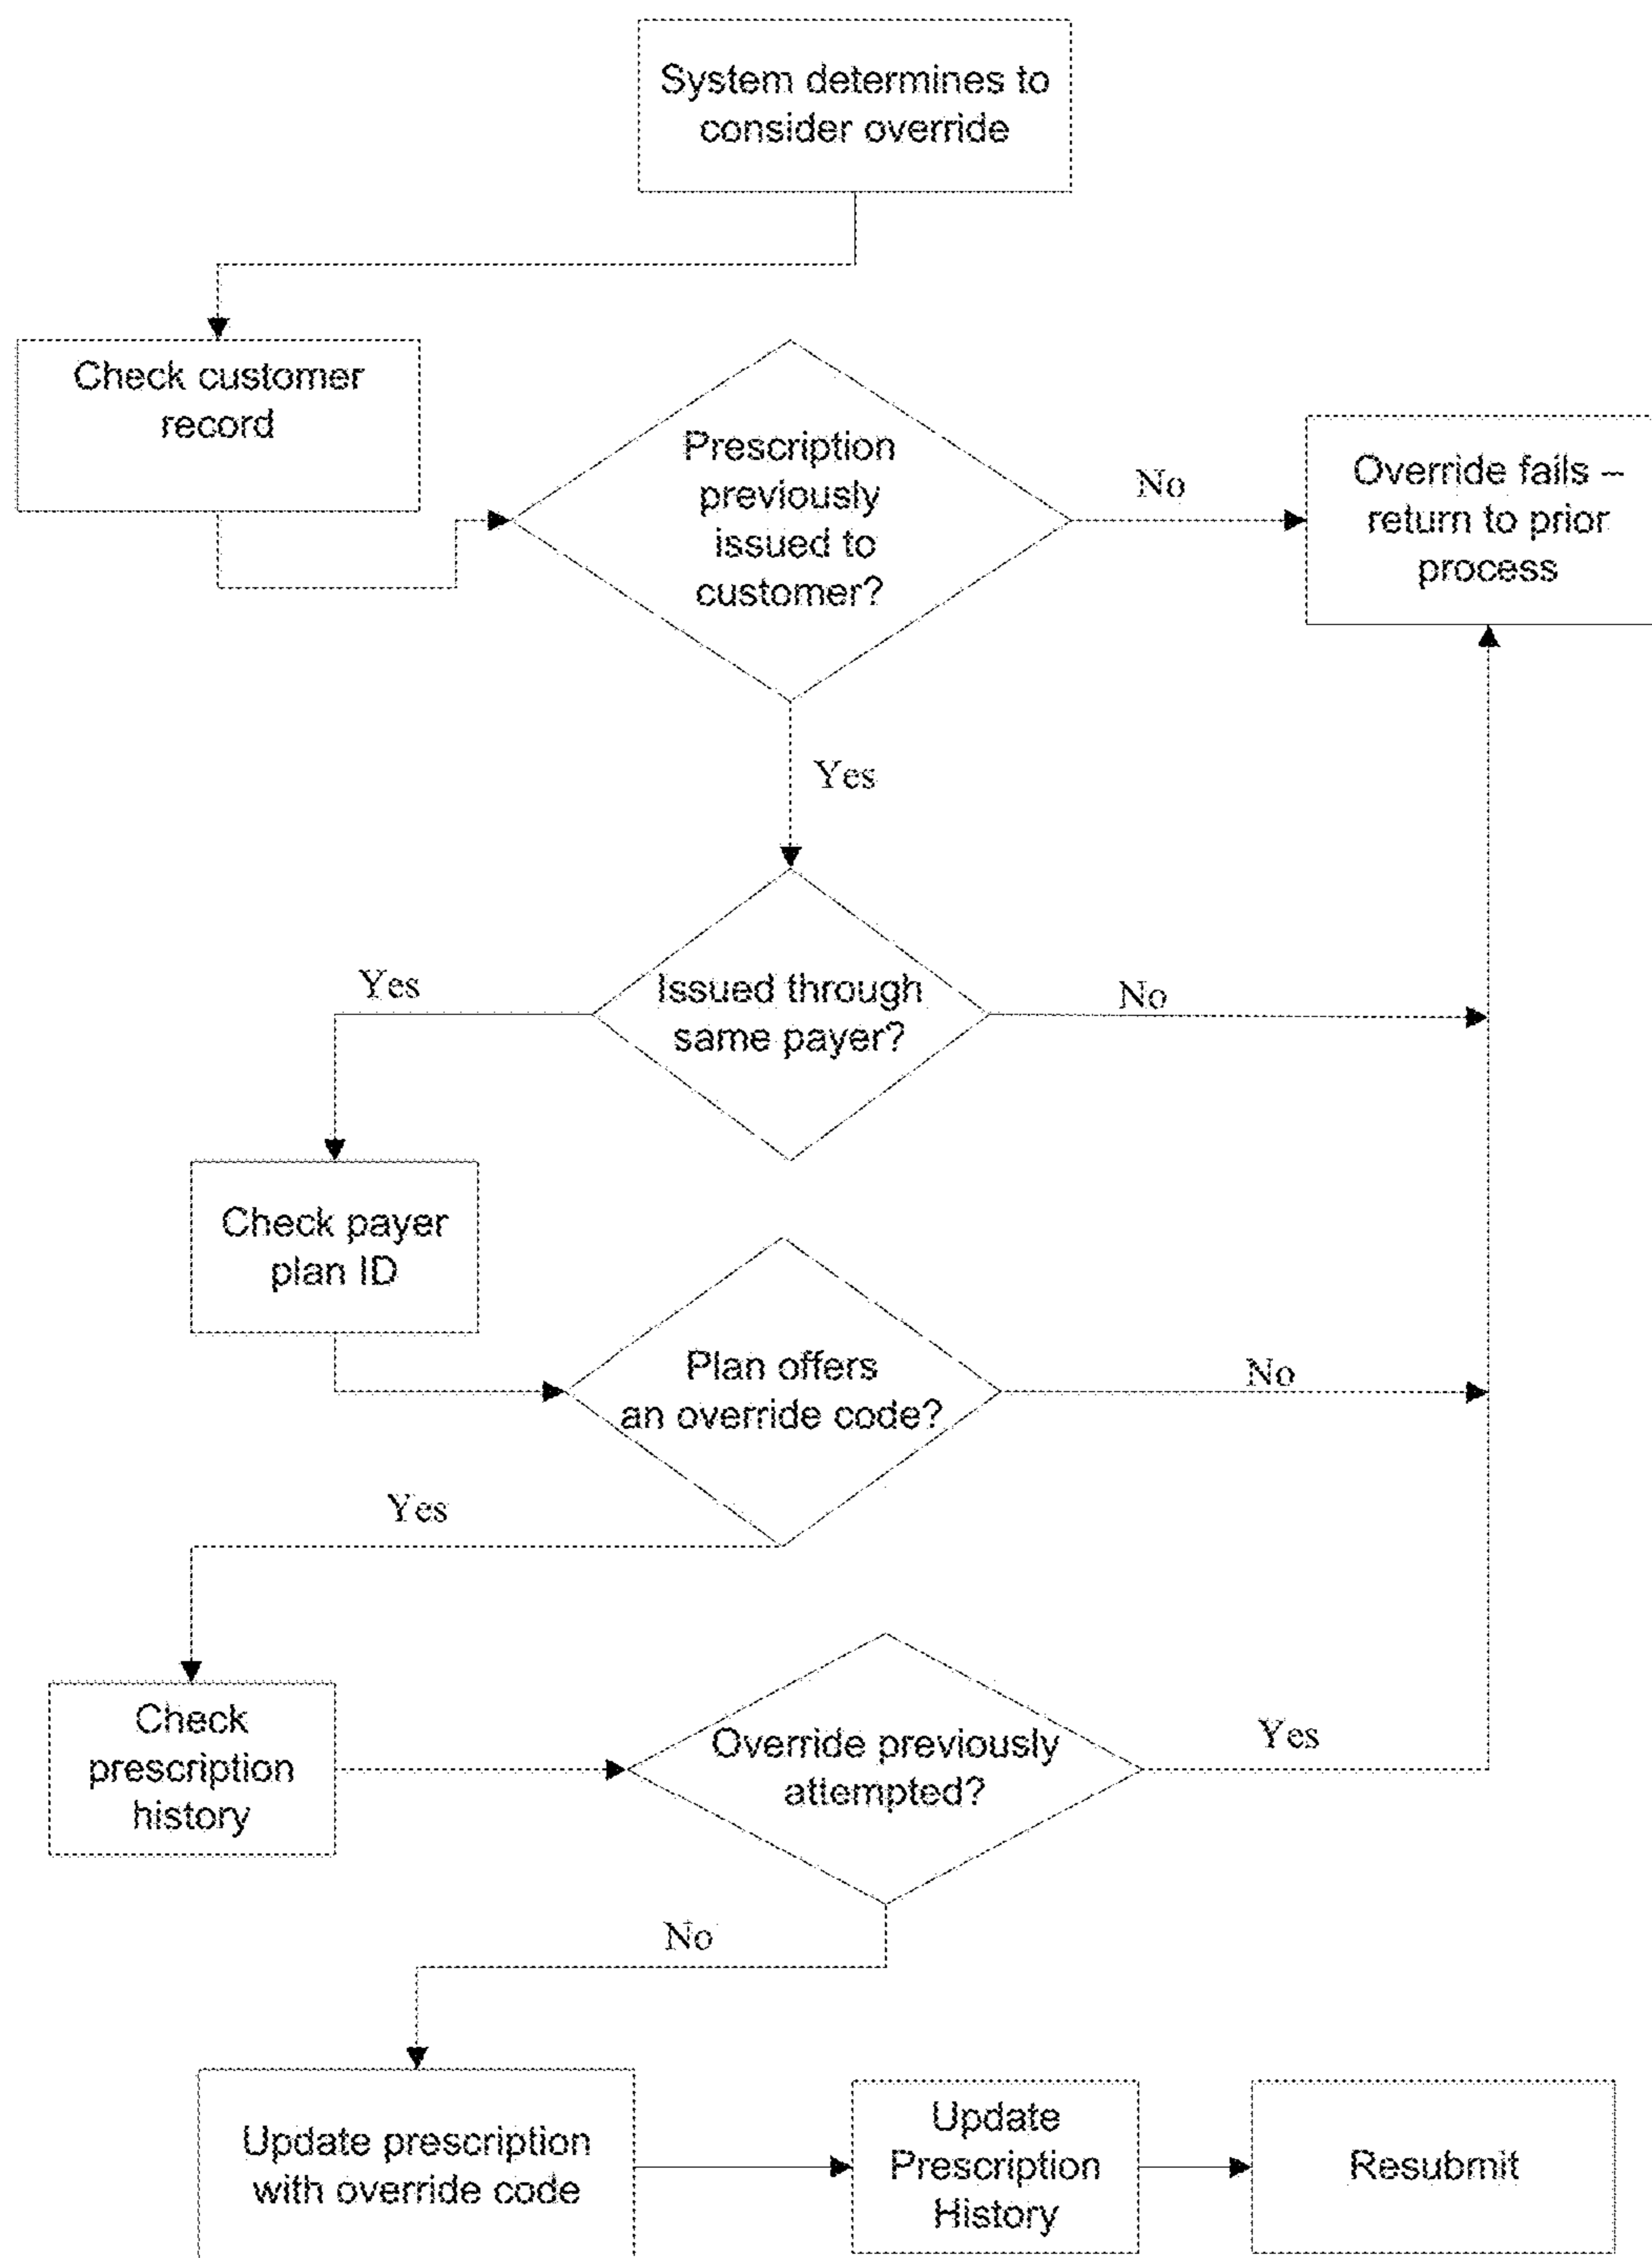 System determines to
consider override
Check customer
record
Prescription
previously
issued to
customer?
No
Override fails –
return to prior
process
Yes
Yes
Issued through
same payer?
No
Check payer
plan ID
Plan offers
an override code?
No
Yes
Check
prescription
history
Override previously
attempted?
Yes
No
Update prescription
with override code
Update
Prescription
History
Resubmit